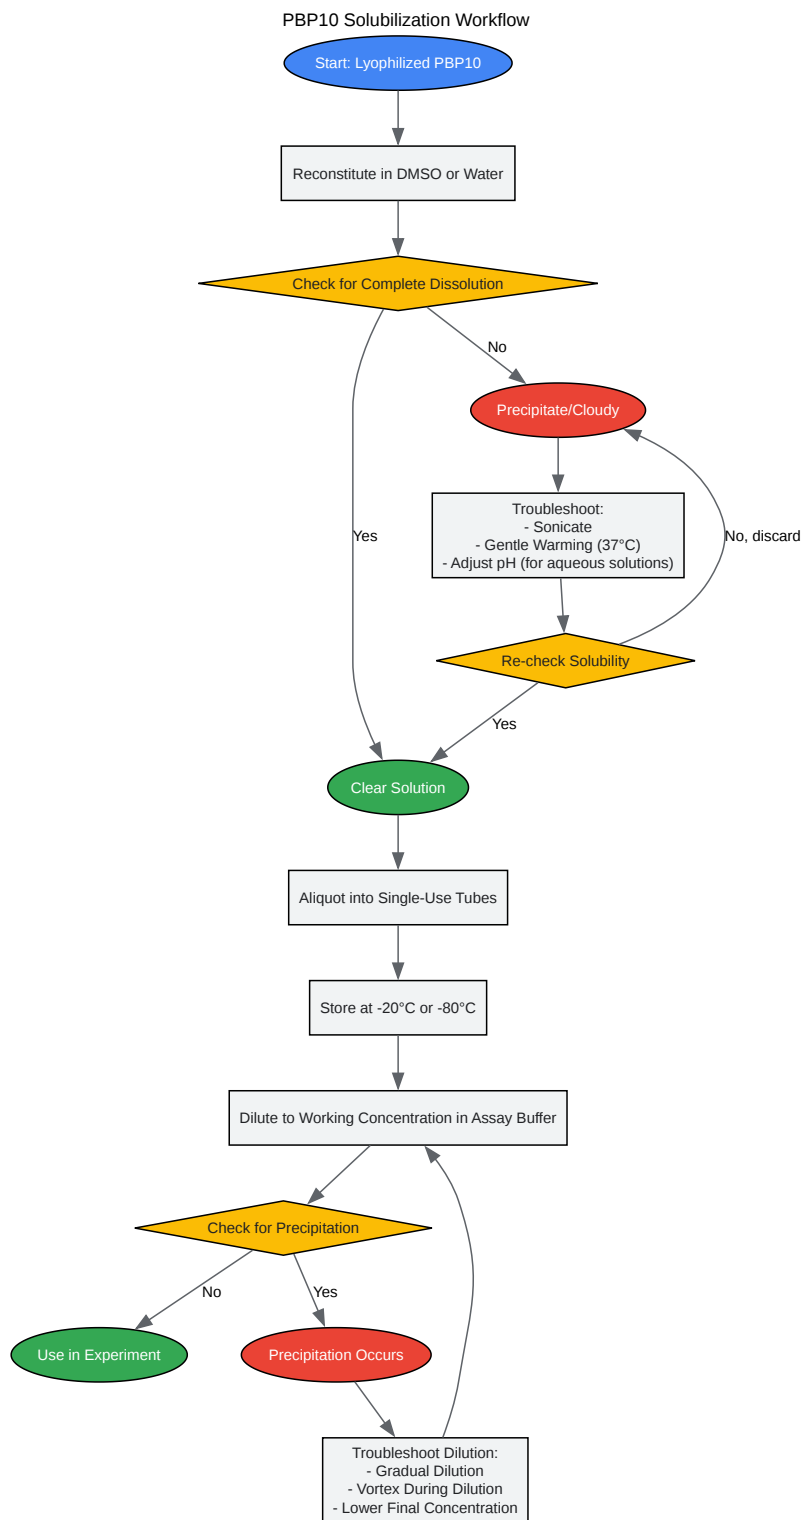 PBP10 Solubilization Workflow
Start: Lyophilized PBP10
Reconstitute in DMSO or Water
Check for Complete Dissolution
No
Precipitate/Cloudy
Troubleshoot:
- Sonicate
- Gentle Warming (37°C)
- Adjust pH (for aqueous solutions)
Yes
No, discard
Re-check Solubility
Yes
Clear Solution
Aliquot into Single-Use Tubes
Store at -20°C or -80°C
Dilute to Working Concentration in Assay Buffer
Check for Precipitation
No
Yes
Use in Experiment
Precipitation Occurs
Troubleshoot Dilution:
- Gradual Dilution
- Vortex During Dilution
- Lower Final Concentration